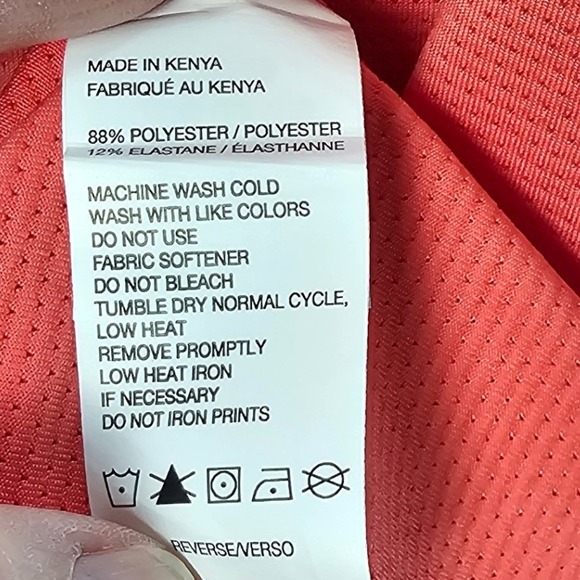 MADE IN KENYA
FABRIQUÉ AU KENYA
88% POLYESTER / POLYESTER
12% ELASTANE / ÉLASTHANNE
MACHINE WASH COLD
WASH WITH LIKE COLORS
DO NOT USE
FABRIC SOFTENER
DO NOT BLEACH
TUMBLE DRY NORMAL CYCLE,
LOW HEAT
REMOVE PROMPTLY
LOW HEAT IRON
IF NECESSARY
DO NOT IRON PRINTS
REVERSE/VERSO